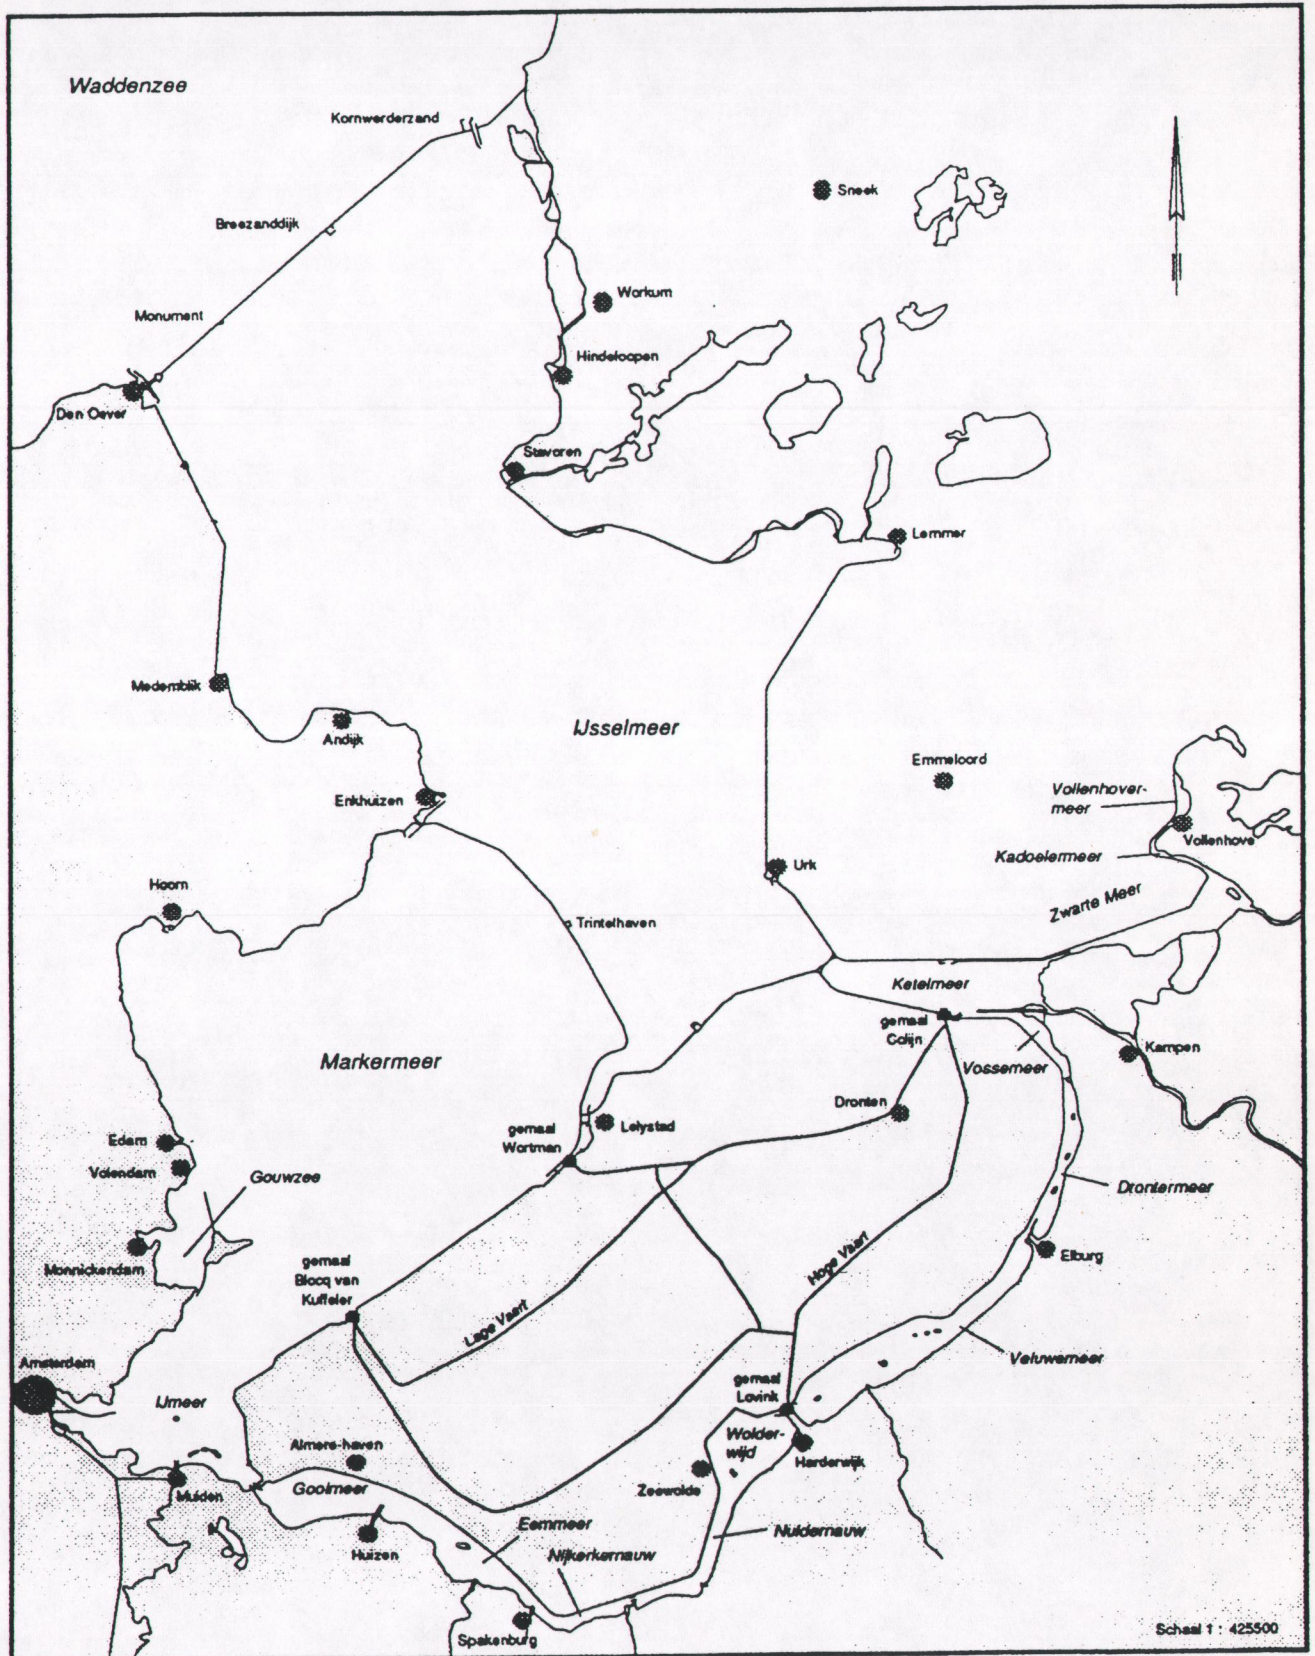 Waddenzee
Kornwerderzand
Sneek
Breezanddijk
Workum
Monument
Hindeloopen
Den Oever
Stavoren
Lemmer
Medemblik
Andijk
IJsselmeer
Emmeloord
Enkhuizen
Vollenhover-
meer
Vollenhove
Kadoelermeer
Urk
Hoorn
Zwarte Meer
Trintelhaven
Ketelmeer
gemaal
Colijn
Kampen
Markermeer
Vossemeer
Dronten
Lelystad
gemaal
Wortman
Edam
Volendam
Gouwzee
Drontermeer
Monnickendam
gemaal
Blocq van
Kuffeler
Hoge Vaart
Elburg
Lage Vaart
Amsterdam
Veluwemeer
gemaal
Lovink
IJmeer
Wolder-
wijd
Almere-haven
Harderwijk
Muiden
Gooimeer
Zeewolde
Eemmeer
Nuldernauw
Huizen
Nijkerkernauw
Spakenburg
Schaal 1 : 425500